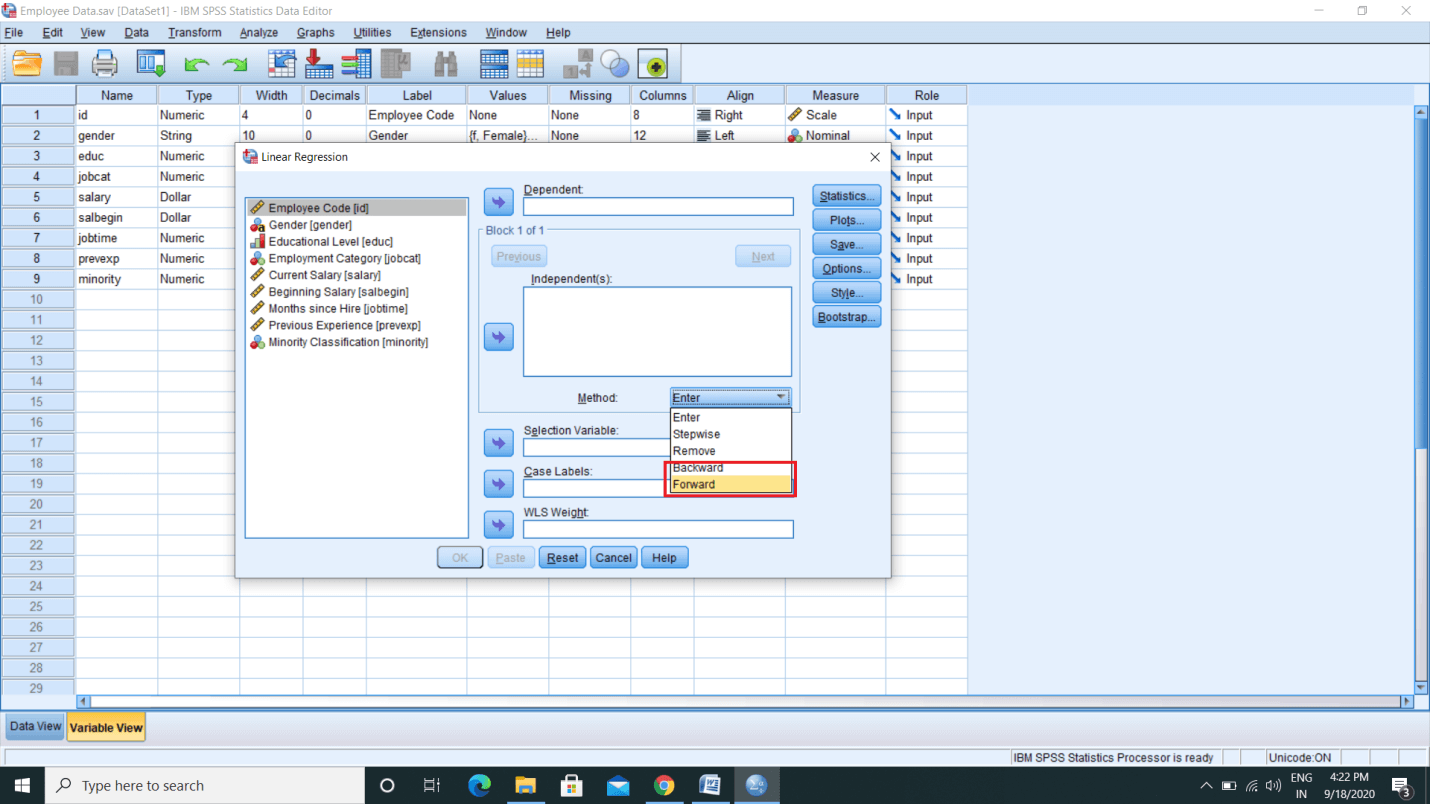 Employee Data.sav [DataSet1] - IBM SPSS Statistics Data Editor
File Edit View Data Transform Analyze Graphs Utilities Extensions Window Help
Name Type Width Decimals Label Values Missing Columns Align Measure Role
1 id Numeric 4 0 Employee Code None None 8 Right Scale Input
2 gender String 10 0 Gender {f, Female}... None 12 Left Nominal Input
3 educ Numeric Input
4 jobcat Numeric Input
5 salary Dollar Input
6 salbegin Dollar Input
7 jobtime Numeric Input
8 prevexp Numeric Input
9 minority Numeric Input
10
11
12
13
14
15
16
17
18
19
20
21
22
23
24
25
26
27
28
29
Linear Regression
Employee Code [id]
Gender [gender]
Educational Level [educ]
Employment Category [jobcat]
Current Salary [salary]
Beginning Salary [salbegin]
Months since Hire [jobtime]
Previous Experience [prevexp]
Minority Classification [minority]
Dependent:
Block 1 of 1
Previous Next
Independent(s):
Method: Enter
Enter
Stepwise
Remove
Backward
Forward
Selection Variable:
Case Labels:
WLS Weight:
Statistics...
Plots...
Save...
Options...
Style...
Bootstrap...
OK Paste Reset Cancel Help
Data View Variable View
IBM SPSS Statistics Processor is ready Unicode:ON
Type here to search
ENG
IN
4:22 PM
9/18/2020
3